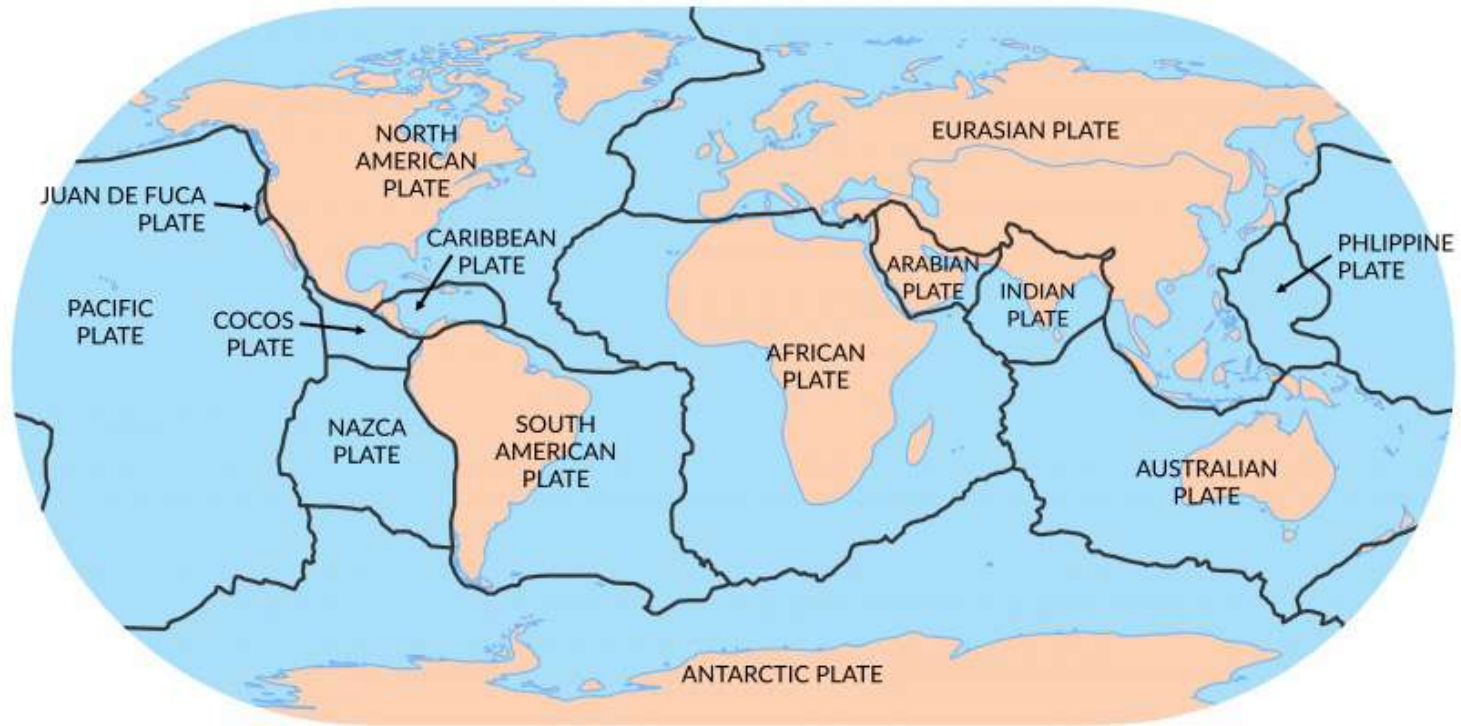 NORTH
AMERICAN
PLATE
EURASIAN PLATE
JUAN DE FUCA
PLATE
CARIBBEAN
PLATE
ARABIAN
PLATE
INDIAN
PLATE
PHLIPPINE
PLATE
PACIFIC
PLATE
COCOS
PLATE
AFRICAN
PLATE
NAZCA
PLATE
SOUTH
AMERICAN
PLATE
AUSTRALIAN
PLATE
ANTARCTIC PLATE